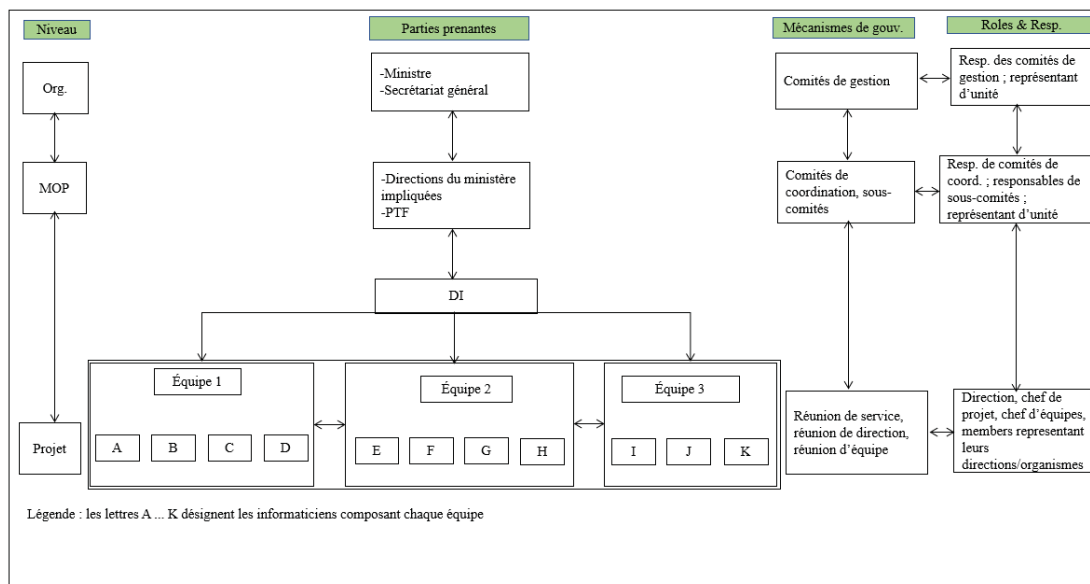 Niveau
Parties prenantes
Mécanismes de gouv.
Roles & Resp.
Org.
-Ministre
-Secrétariat général
Comités de gestion
Resp. des comités de
gestion ; représentant
d’unité
MOP
-Directions du ministère
impliquées
-PTF
Comités de
coordination, sous-
comités
Resp. de comités de
coord. ; responsables de
sous-comités ;
représentant d’unité
DI
Équipe 1
Équipe 2
Équipe 3
Projet
A
B
C
D
E
F
G
H
I
J
K
Réunion de service,
réunion de direction,
réunion d’équipe
Direction, chef de
projet, chef d’équipes,
members representant
leurs
directions/organismes
Légende : les lettres A ... K désignent les informaticiens composant chaque équipe